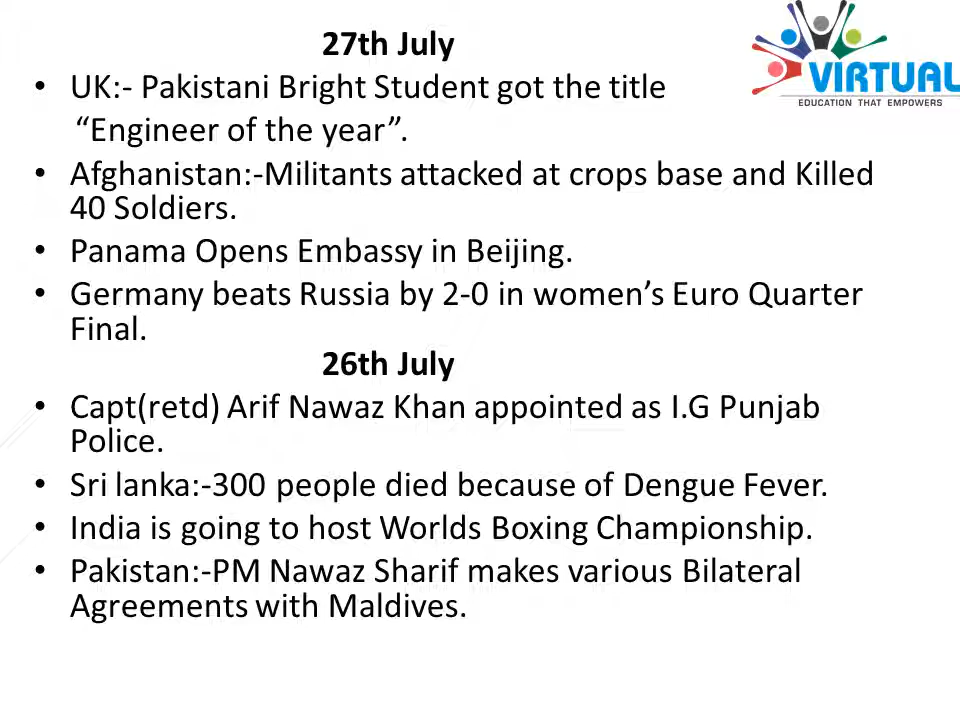 27th July
VIRTUAL
EDUCATION THAT EMPOWERS
• UK:- Pakistani Bright Student got the title
“Engineer of the year”.
• Afghanistan:-Militants attacked at crops base and Killed
40 Soldiers.
• Panama Opens Embassy in Beijing.
• Germany beats Russia by 2-0 in women’s Euro Quarter
Final.
26th July
• Capt(retd) Arif Nawaz Khan appointed as I.G Punjab
Police.
• Sri lanka:-300 people died because of Dengue Fever.
• India is going to host Worlds Boxing Championship.
• Pakistan:-PM Nawaz Sharif makes various Bilateral
Agreements with Maldives.